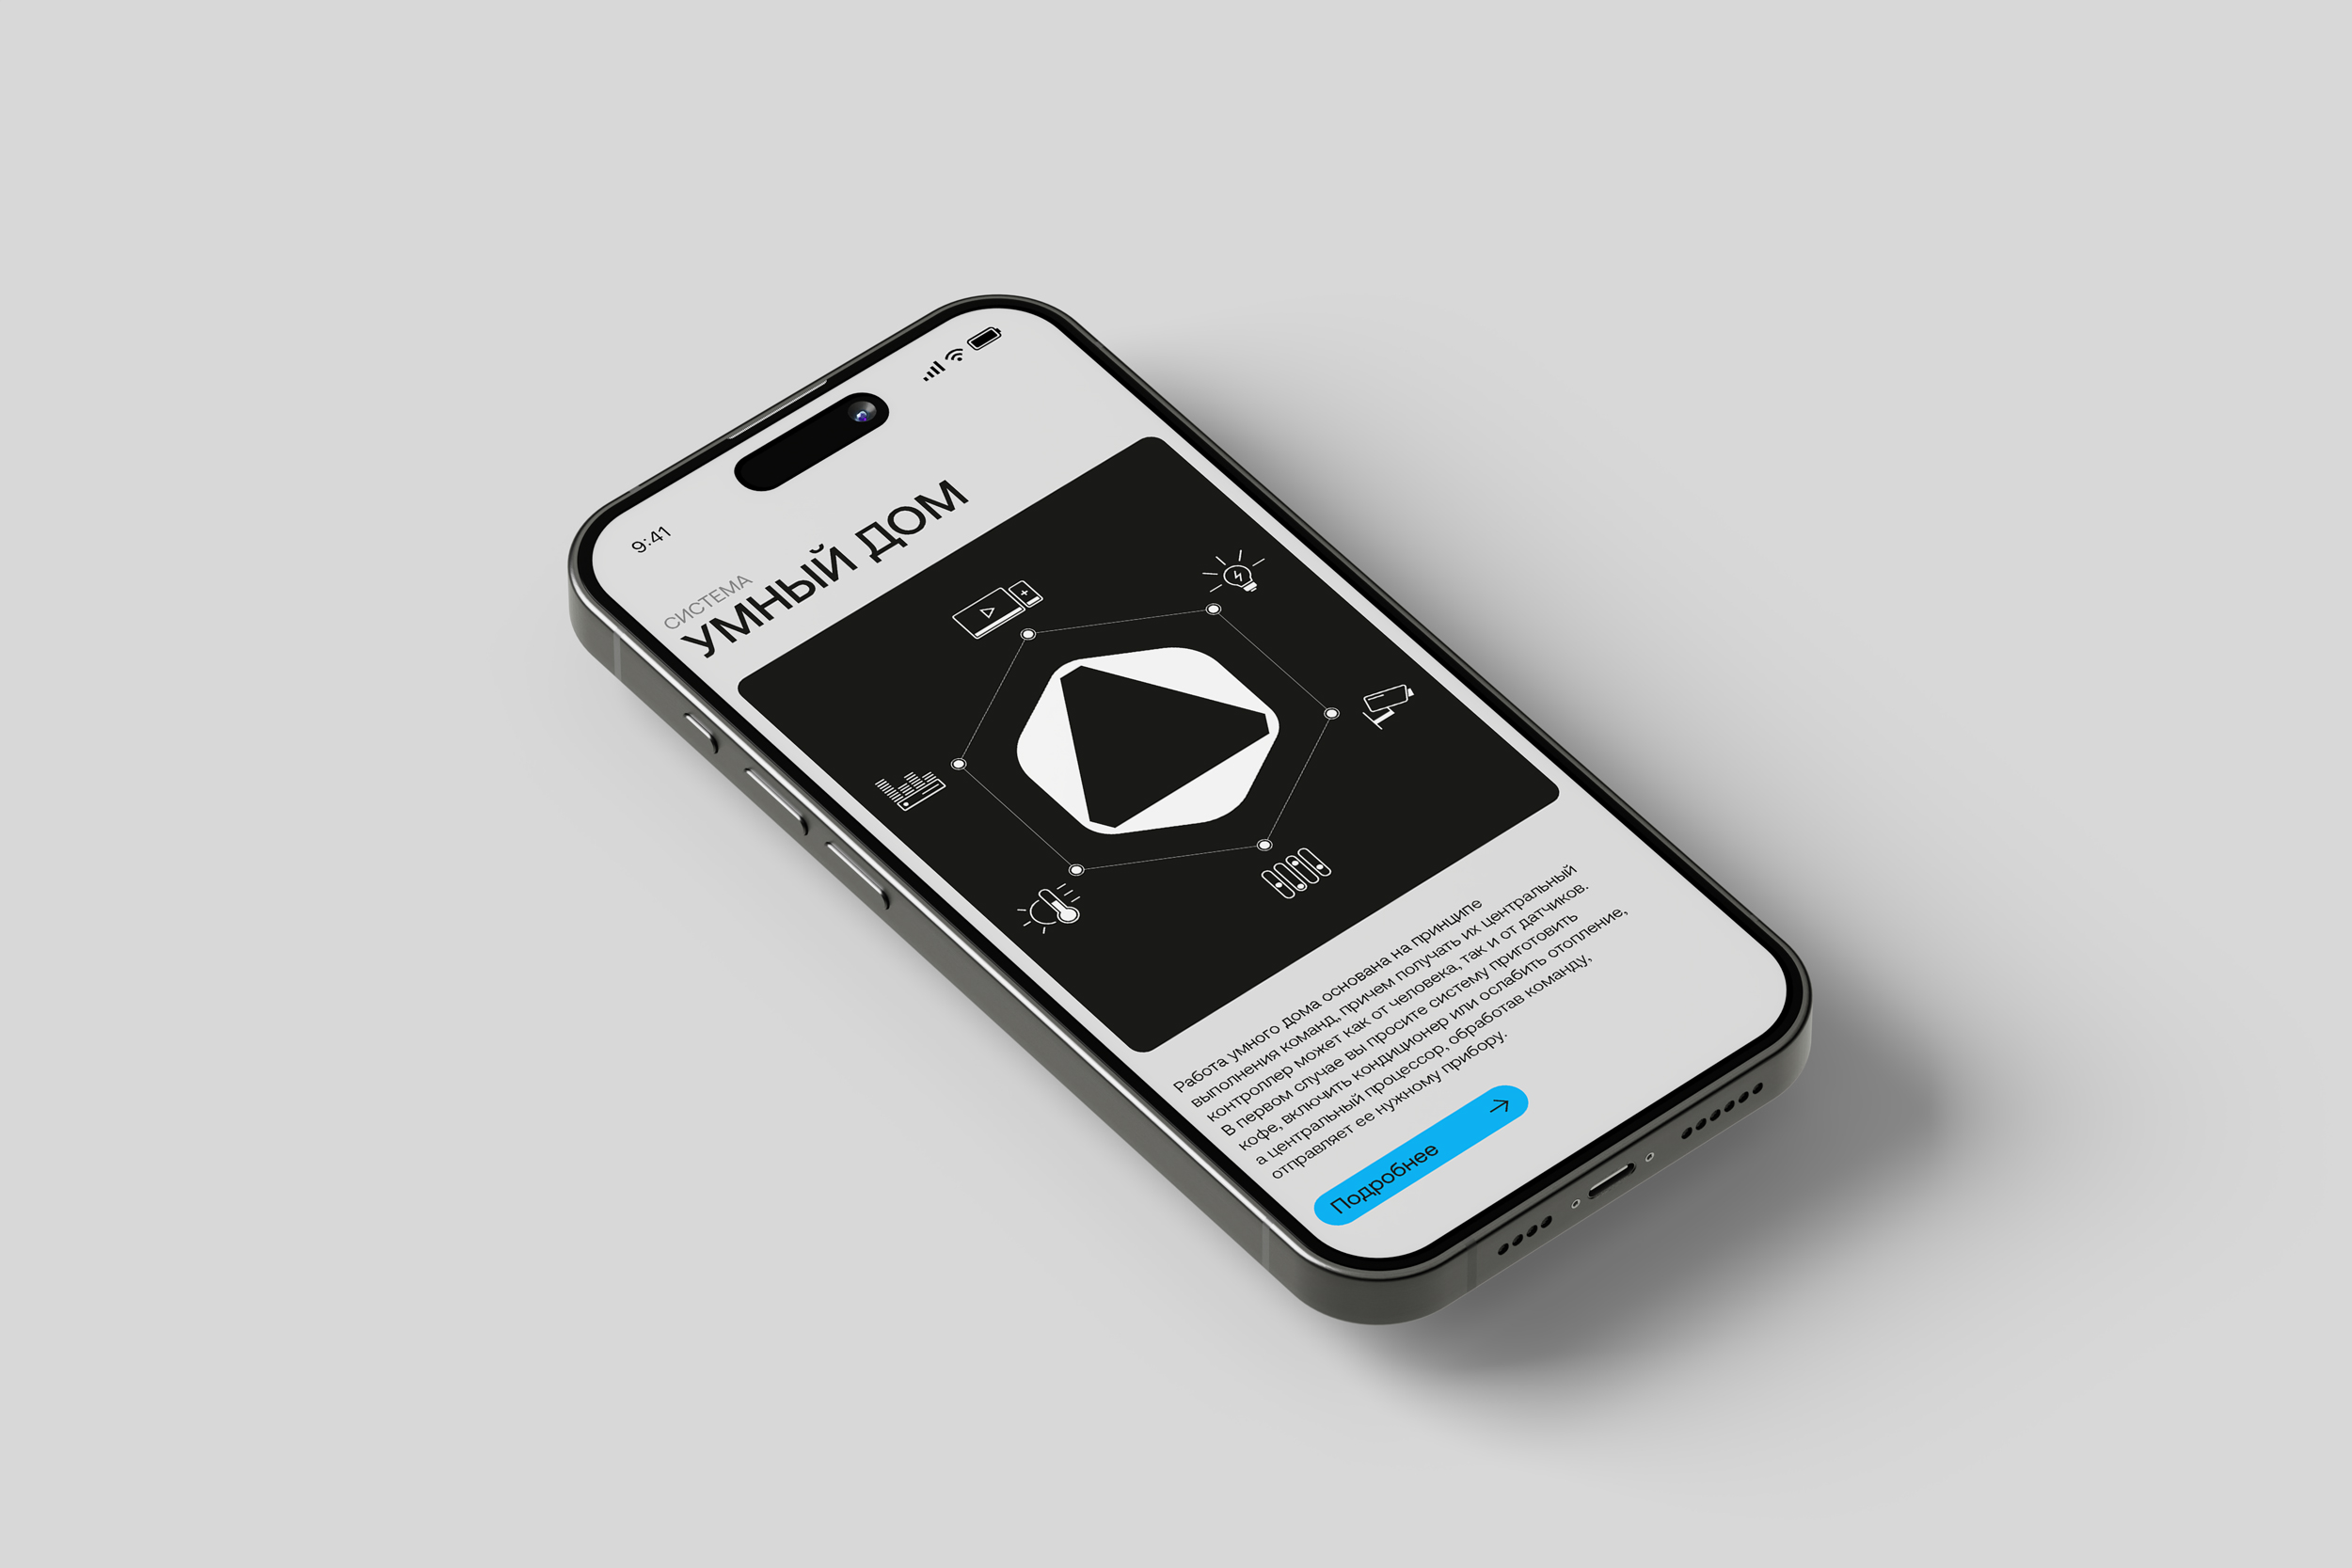 9:41
СИСТЕМА
УМНЫЙ ДОМ
Работа умного дома основана на принципе
выполнения команд, причем получать их центральный
контроллер может как от человека, так и от датчиков.
В первом случае вы просите систему приготовить
кофе, включить кондиционер или ослабить отопление,
а центральный процессор, обработав команду,
отправляет ее нужному прибору.
Подробнее